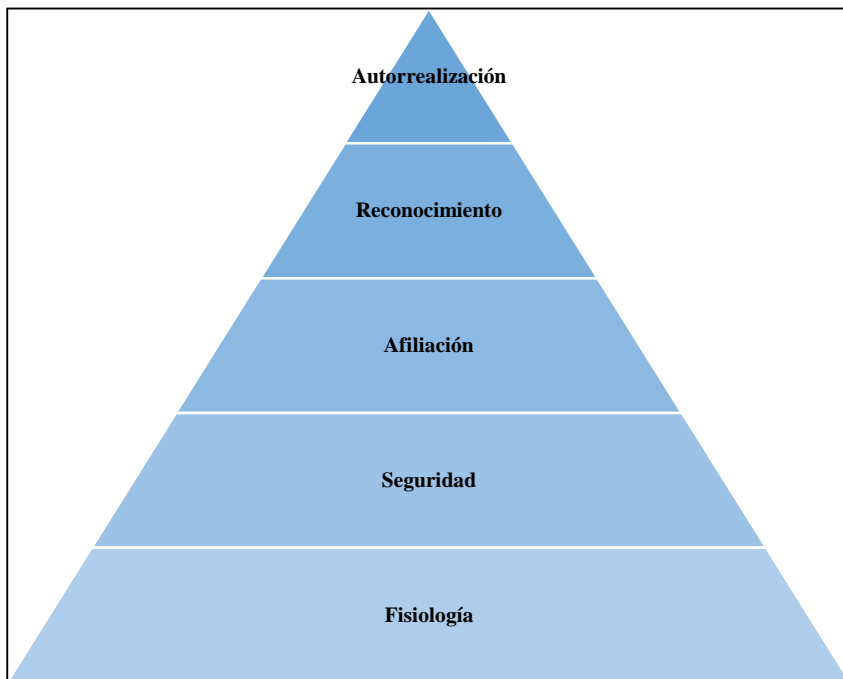 Autorrealización
Reconocimiento
Afiliación
Seguridad
Fisiología